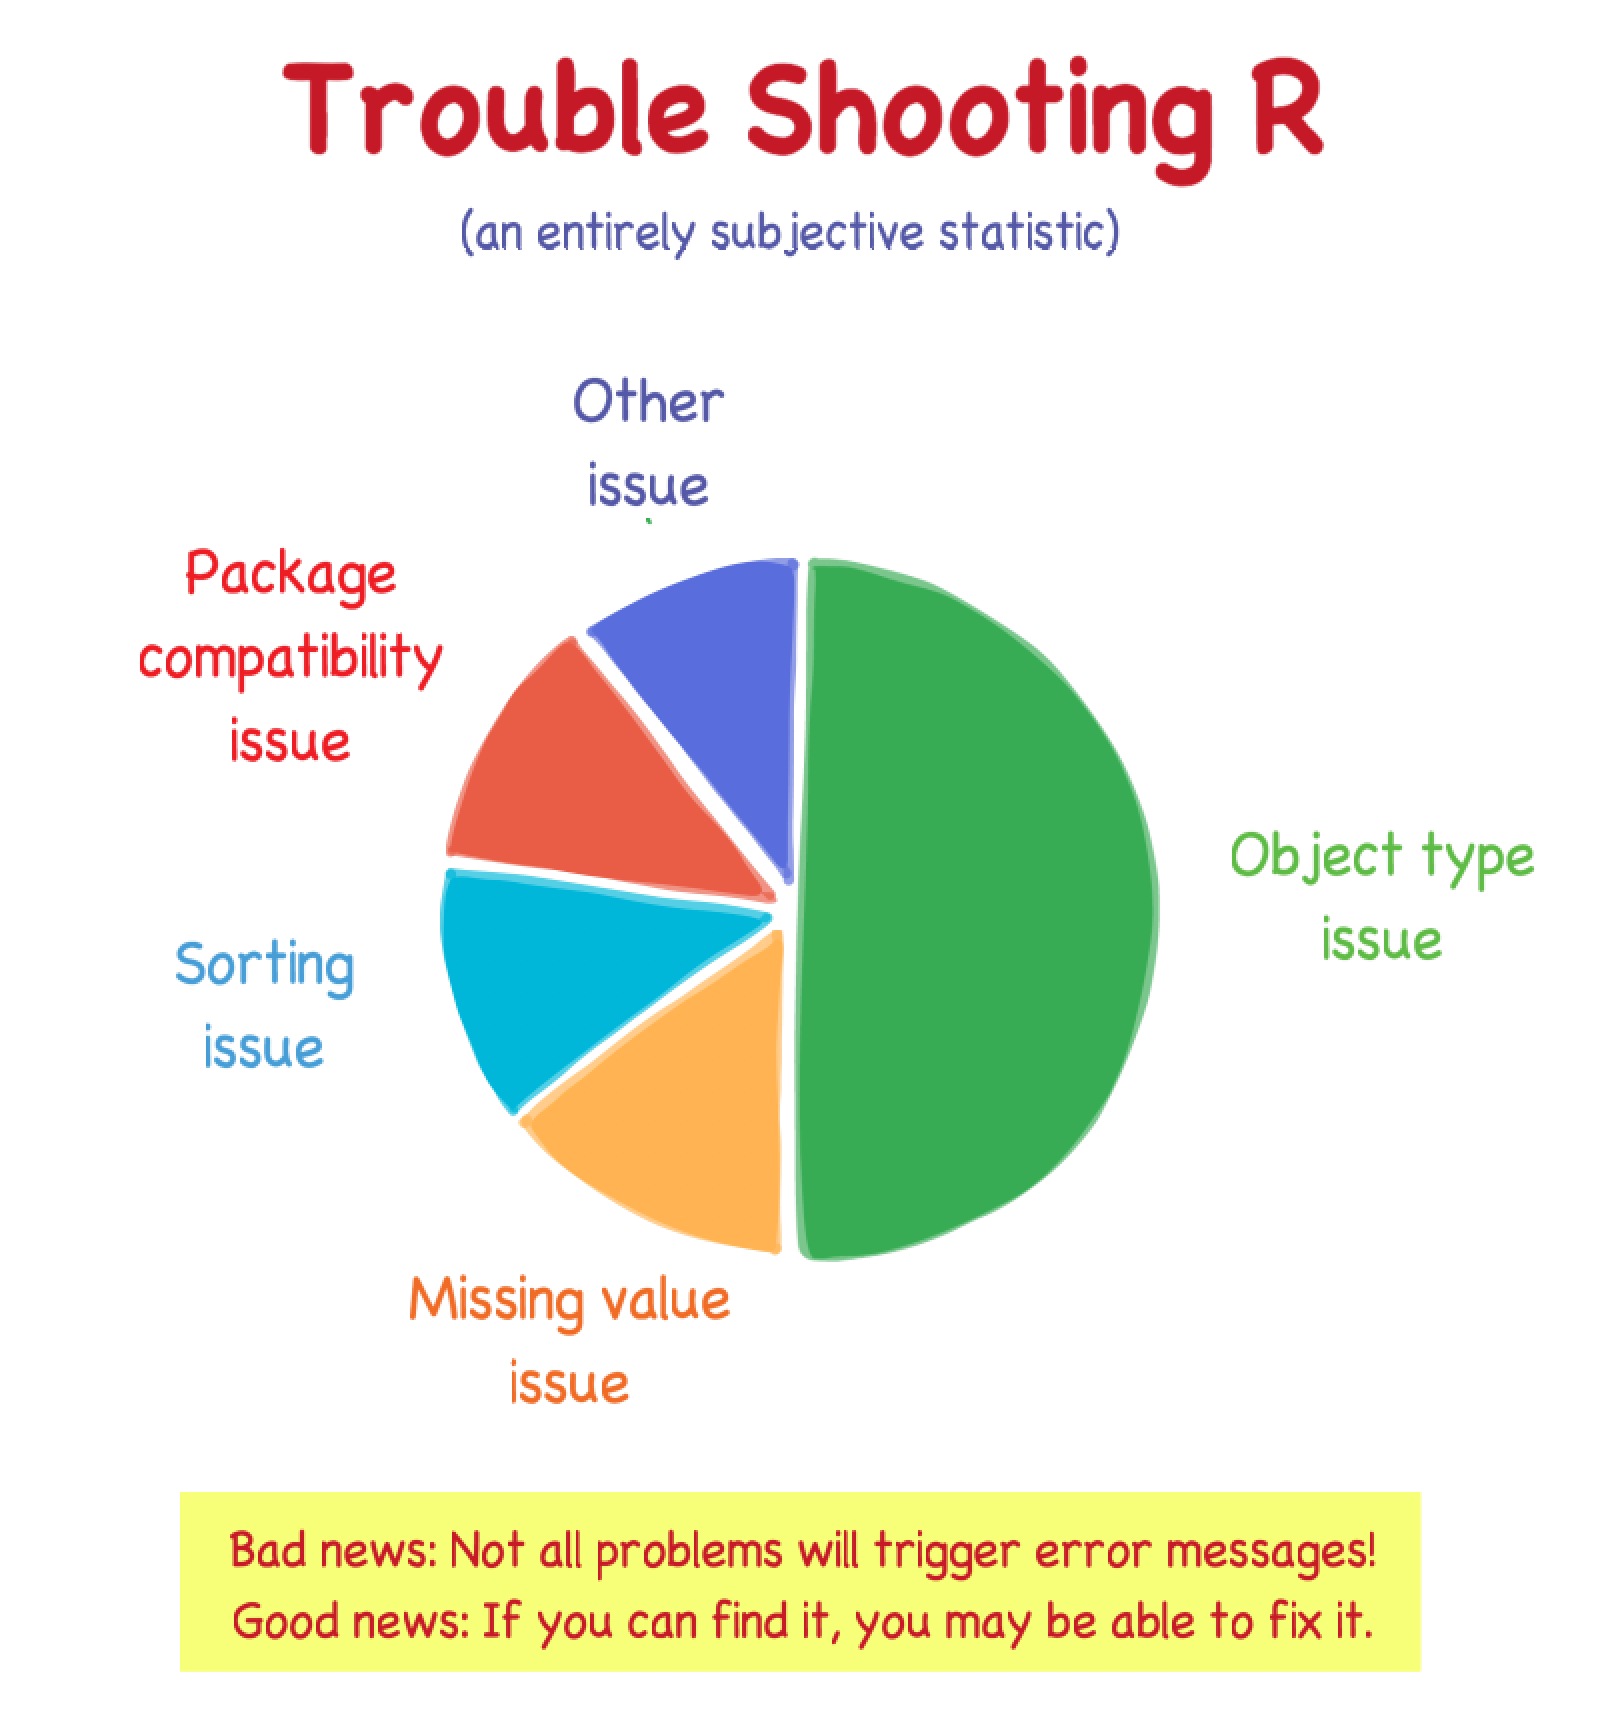 Trouble Shooting R
(an entirely subjective statistic)
Other
issue
Package
compatibility
issue
Object type
issue
Sorting
issue
Missing value
issue
Bad news: Not all problems will trigger error messages!
Good news: If you can find it, you may be able to fix it.